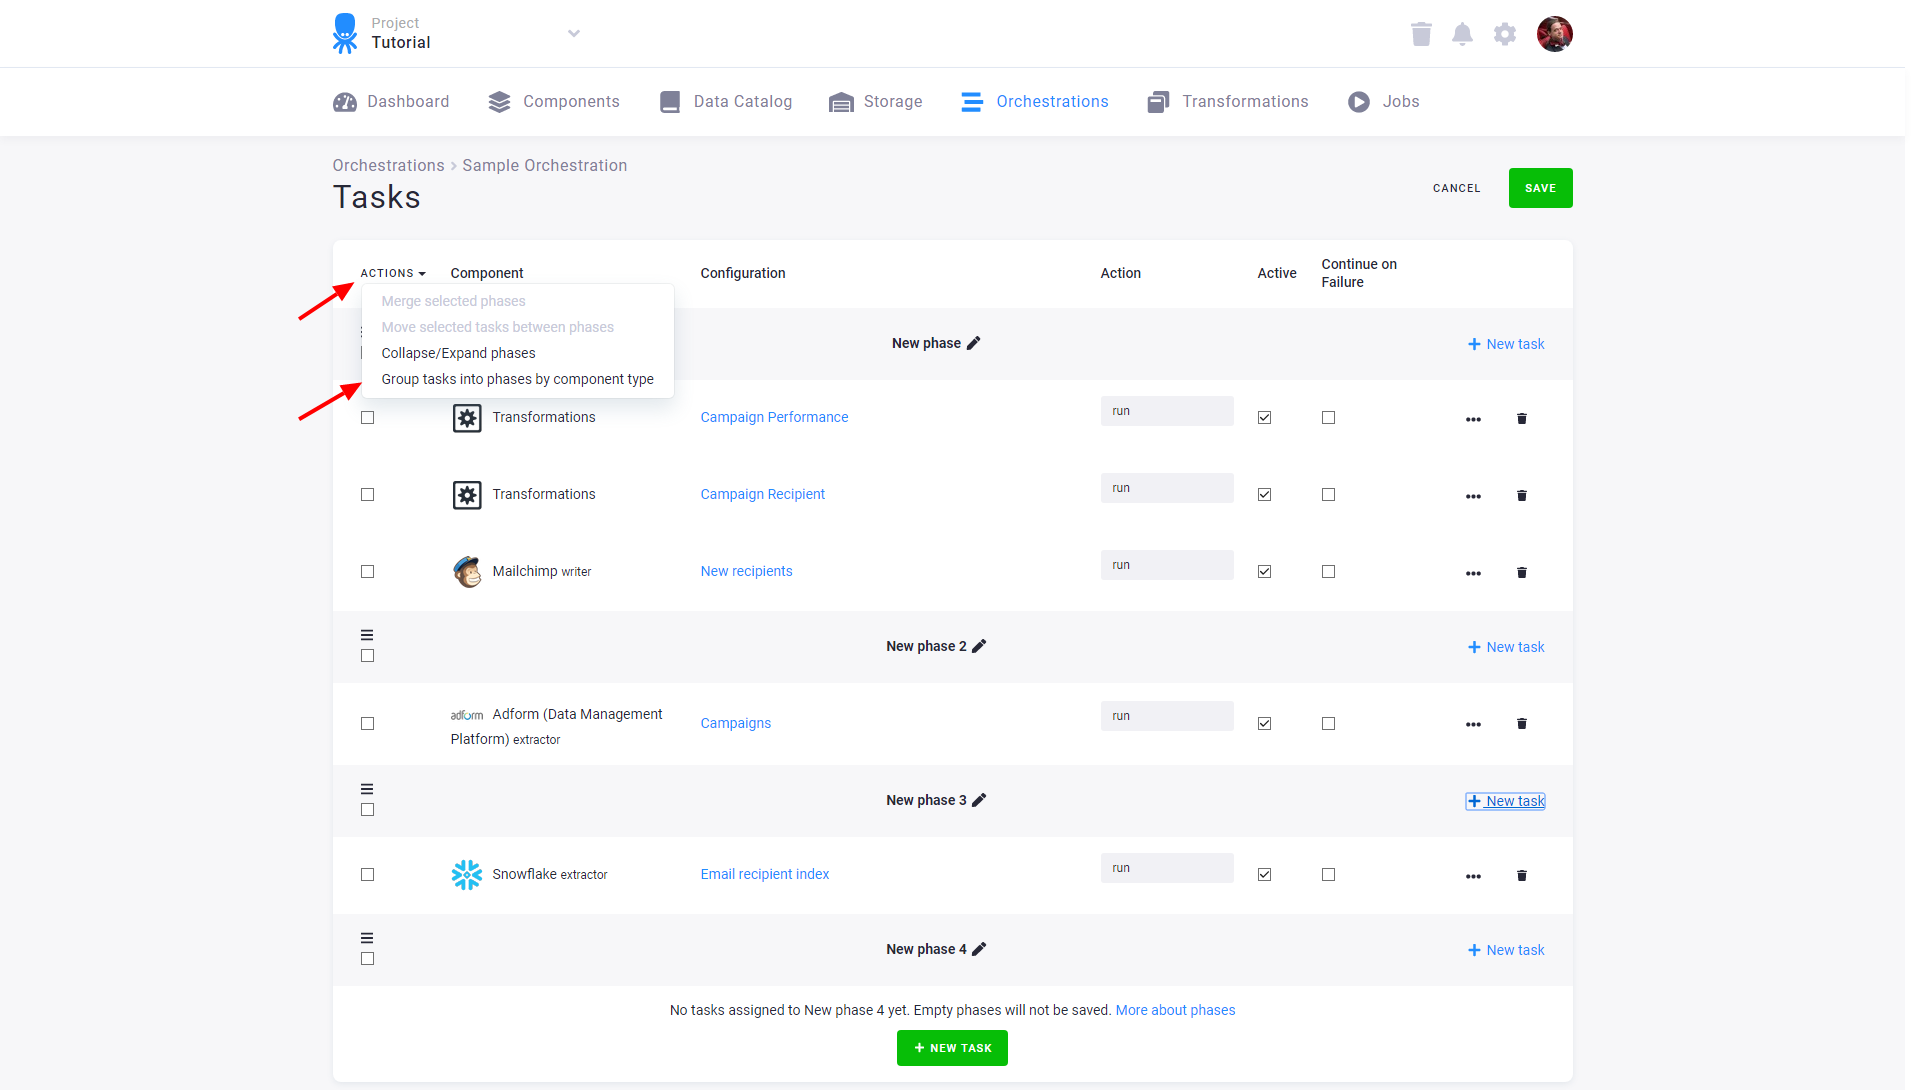 Project
Tutorial
Dashboard
Components
Data Catalog
Storage
Orchestrations
Transformations
Jobs
Orchestrations › Sample Orchestration
Tasks
CANCEL
SAVE
ACTIONS
Component
Configuration
Action
Active
Continue on
Failure
Merge selected phases
Move selected tasks between phases
Collapse/Expand phases
Group tasks into phases by component type
New phase
+ New task
Transformations
Campaign Performance
run
Transformations
Campaign Recipient
run
Mailchimp writer
New recipients
run
New phase 2
+ New task
adform Adform (Data Management
Platform) extractor
Campaigns
run
New phase 3
+ New task
Snowflake extractor
Email recipient index
run
New phase 4
+ New task
No tasks assigned to New phase 4 yet. Empty phases will not be saved. More about phases
+ NEW TASK